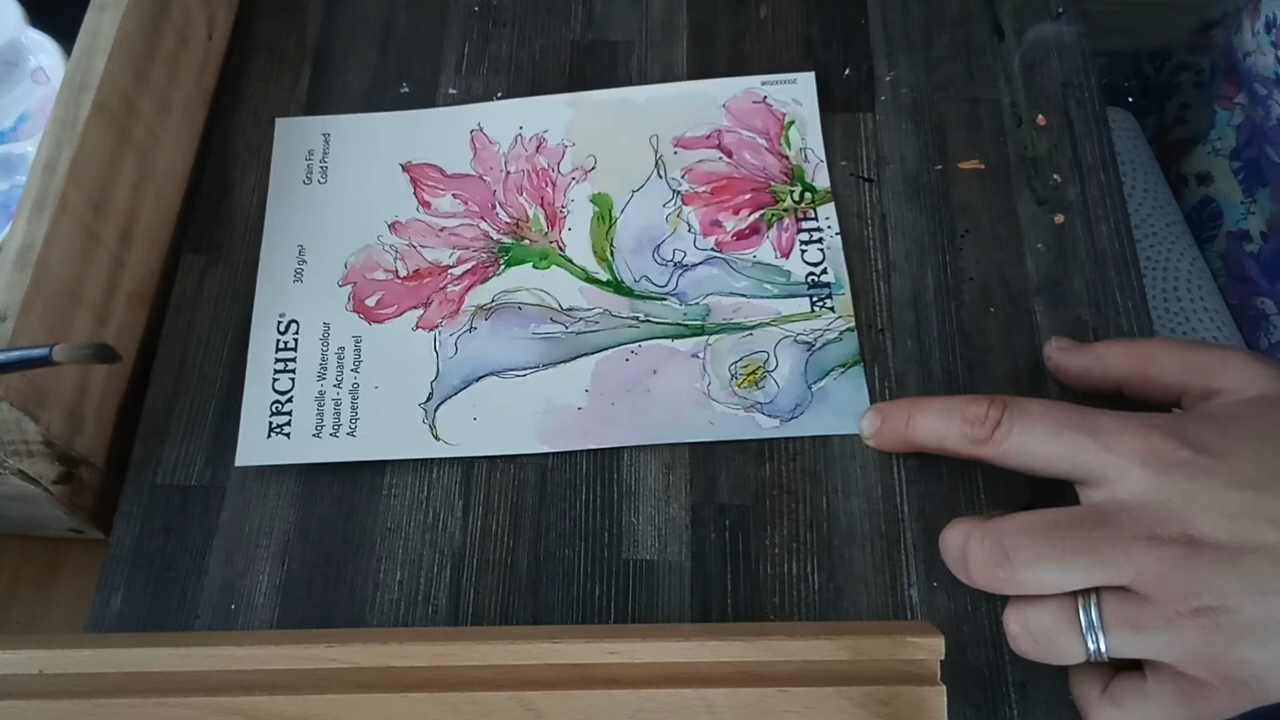 ARCHES®
Aquarelle - Watercolour
Aquarel - Acuarela
Acquerello - Aquarel
300 g/m²
Grain Fin
Cold Pressed
ARCHES